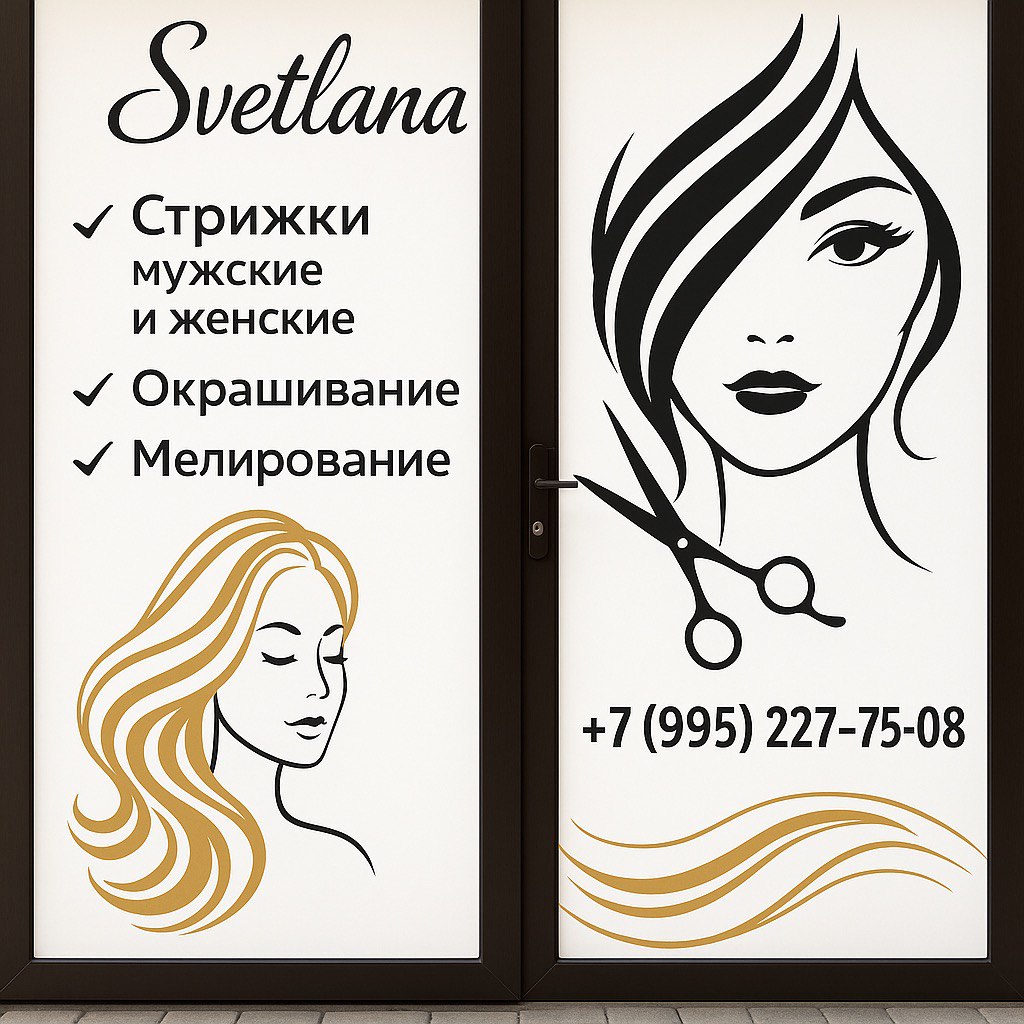 Svetlana
✓ Стрижки
мужские
и женские
✓ Окрашивание
✓ Мелирование
+7 (995) 227-75-08